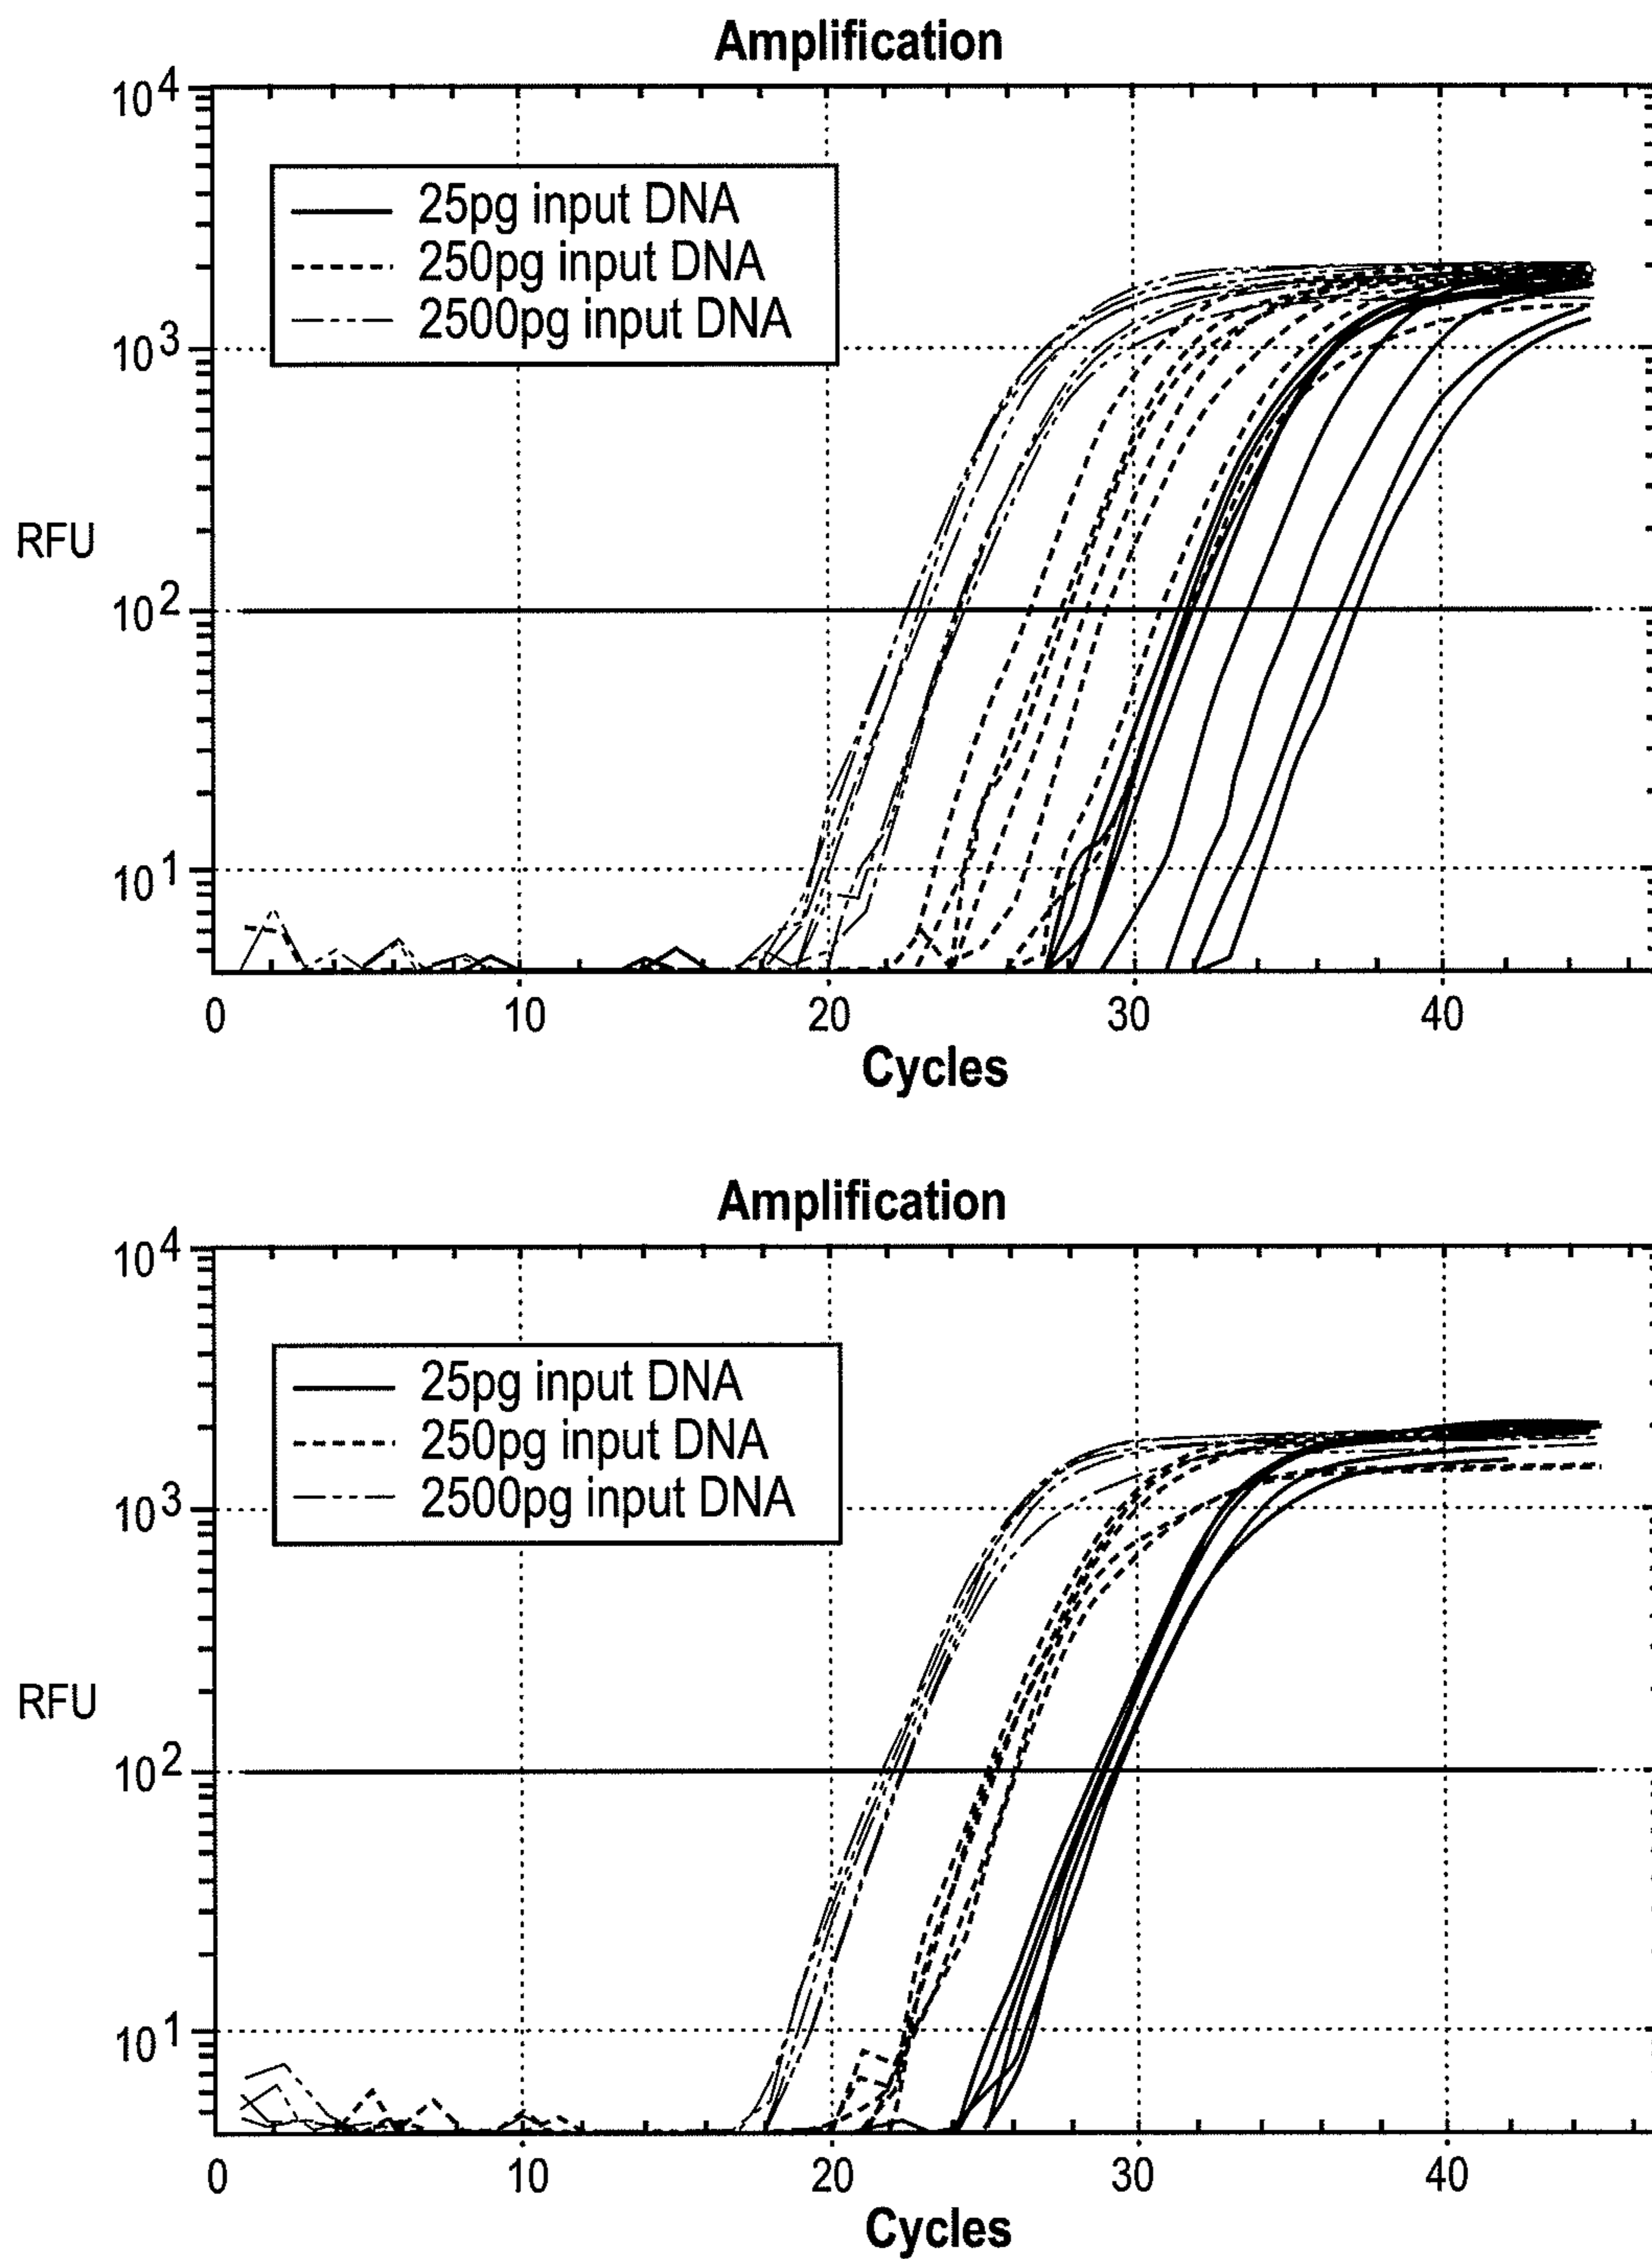 Amplification
10^4
25pg input DNA
250pg input DNA
2500pg input DNA
10^3
RFU
10^2
10^1
0 10 20 30 40
Cycles
Amplification
10^4
25pg input DNA
250pg input DNA
2500pg input DNA
10^3
RFU
10^2
10^1
0 10 20 30 40
Cycles